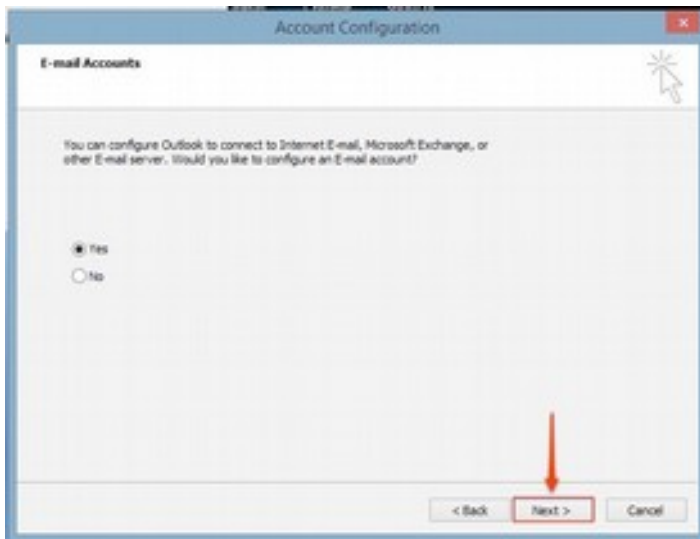 Account Configuration
E-mail Accounts
You can configure Outlook to connect to Internet E-mail, Microsoft Exchange, or
other E-mail server. Would you like to configure an E-mail account?
Yes
No
< Back Next > Cancel